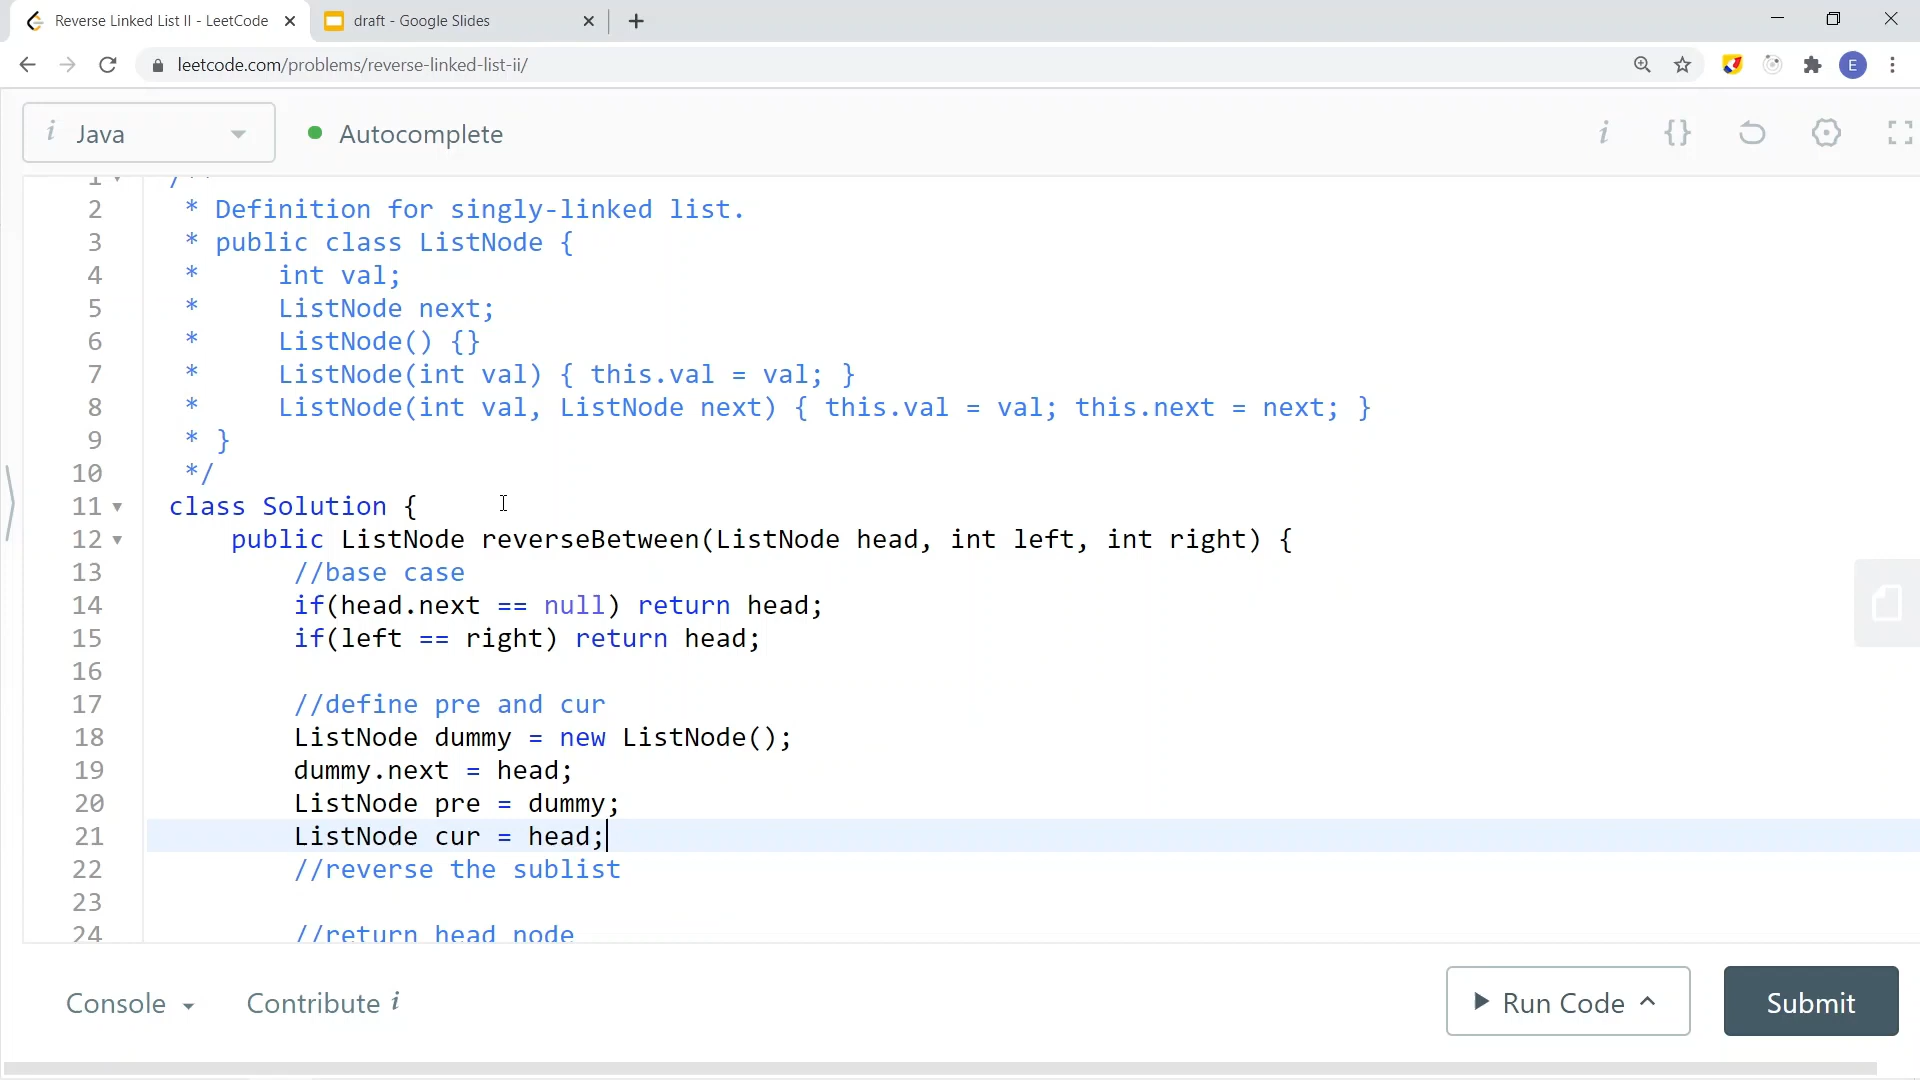 Reverse Linked List II - LeetCode
draft - Google Slides
leetcode.com/problems/reverse-linked-list-ii/
E
i Java
Autocomplete
i {}
1 /**
2 * Definition for singly-linked list.
3 * public class ListNode {
4 *     int val;
5 *     ListNode next;
6 *     ListNode() {}
7 *     ListNode(int val) { this.val = val; }
8 *     ListNode(int val, ListNode next) { this.val = val; this.next = next; }
9 * }
10 */
11 class Solution {
12     public ListNode reverseBetween(ListNode head, int left, int right) {
13         //base case
14         if(head.next == null) return head;
15         if(left == right) return head;
16
17         //define pre and cur
18         ListNode dummy = new ListNode();
19         dummy.next = head;
20         ListNode pre = dummy;
21         ListNode cur = head;
22         //reverse the sublist
23
24         //return head node
Console
Contribute i
Run Code
Submit